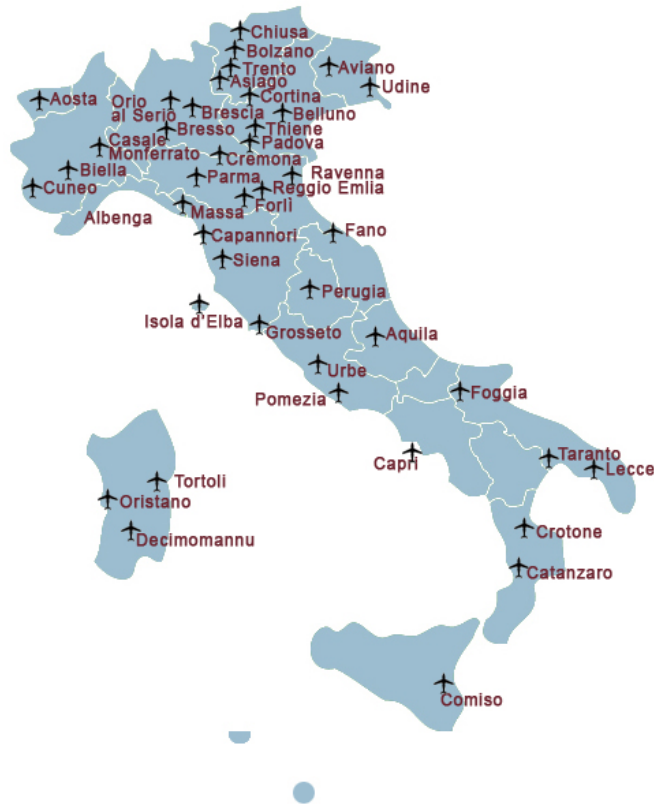 Chiusa
Bolzano
Trento
Aviano
Asiago
Udine
Aosta
Orio
al Serio
Cortina
Brescia
Belluno
Bresso
Thiene
Casale
Monferrato
Padova
Cremona
Biella
Parma
Ravenna
Cuneo
Reggio Emlia
Forlì
Albenga
Massa
Capannori
Fano
Siena
Perugia
Isola d'Elba
Grosseto
Aquila
Urbe
Pomezia
Foggia
Capri
Taranto
Lecce
Tortoli
Oristano
Decimomannu
Crotone
Catanzaro
Comiso